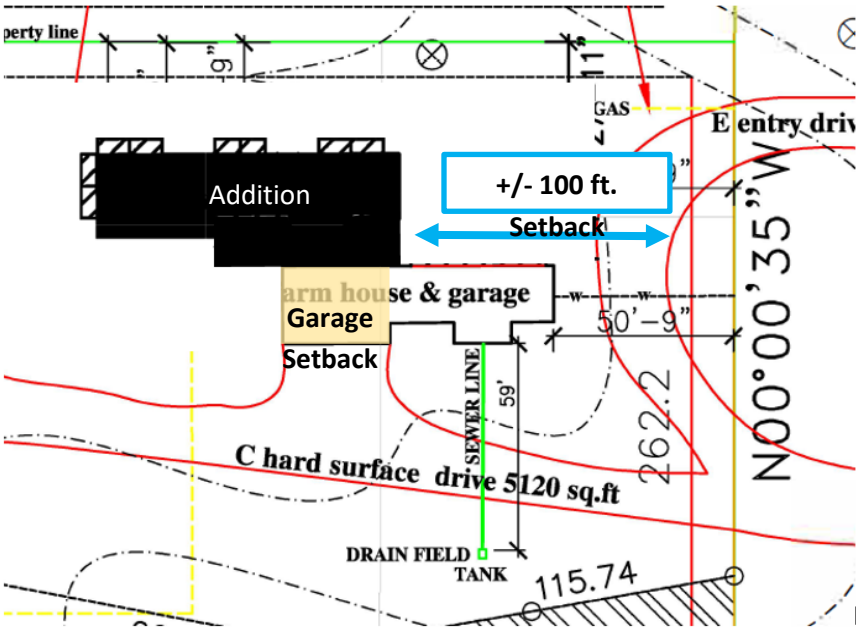 perty line
9"
11"
GAS
E entry driv
Addition
+/- 100 ft.
9"
Setback
arm house & garage
w w
Garage
50'-9"
Setback
SEWER LINE
59'
262.2
N00°00'35" W
C hard surface drive 5120 sq.ft
DRAIN FIELD
TANK
115.74